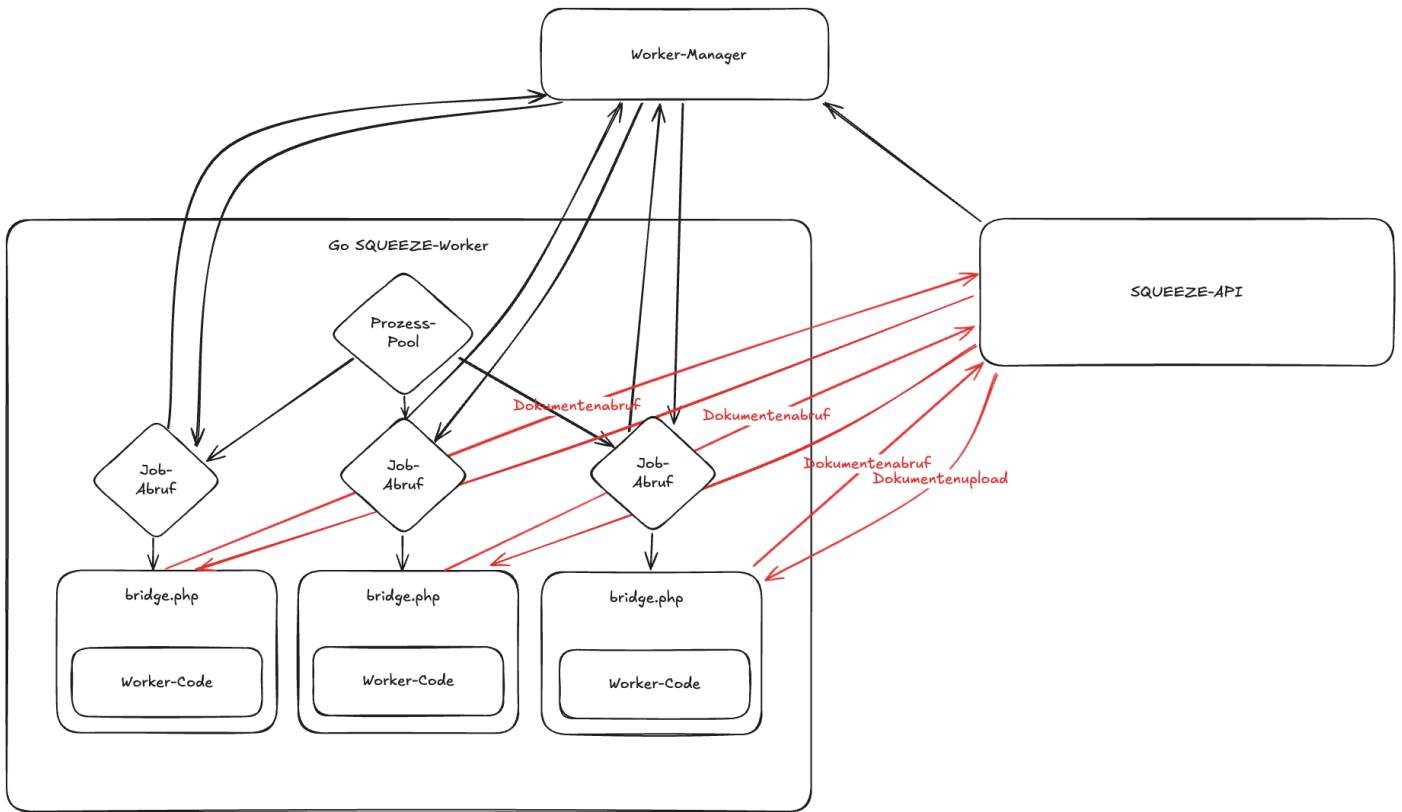 Worker-Manager
Go SQUEEZE-Worker
SQUEEZE-API
Prozess-
Pool
Dokumentenabruf
Dokumentenabruf
Job-
Abruf
Job-
Abruf
Job-
Abruf
Dokumentenabruf
Dokumentenupload
bridge.php
bridge.php
bridge.php
Worker-Code
Worker-Code
Worker-Code